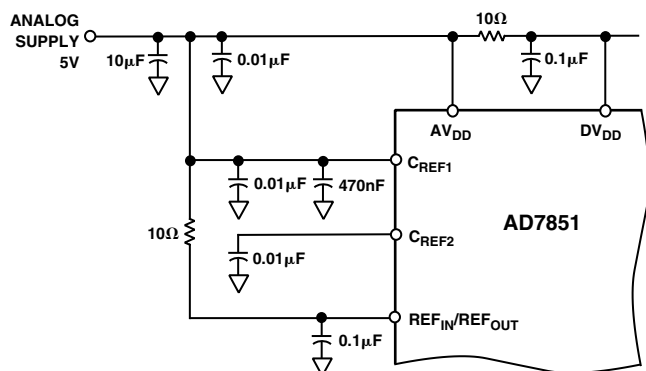 ANALOG
SUPPLY
5V
10μF
0.01μF
10Ω
0.1μF
AVDD
DVDD
CREF1
0.01μF
470nF
AD7851
10Ω
CREF2
0.01μF
REFIN/REFOUT
0.1μF